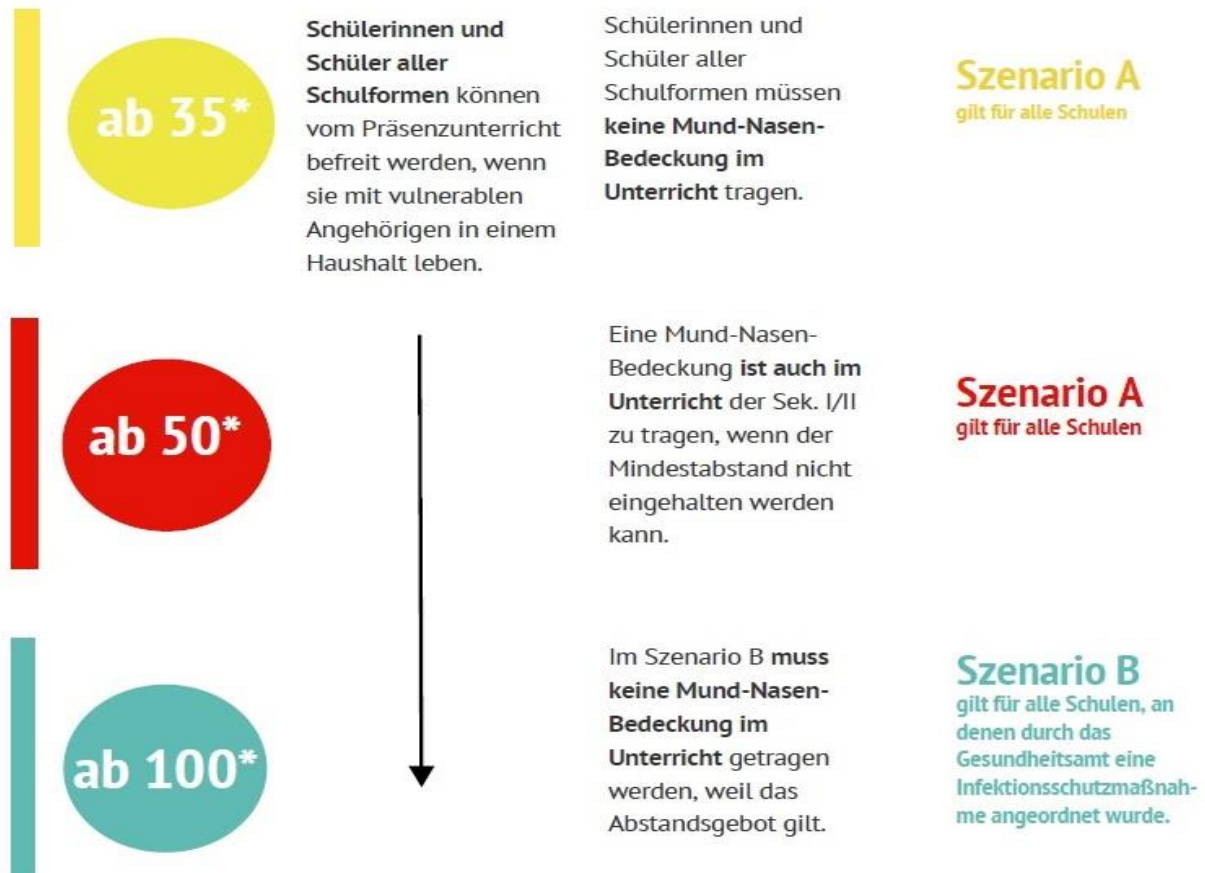 ab 35*
Schülerinnen und
Schüler aller
Schulformen können
vom Präsenzunterricht
befreit werden, wenn
sie mit vulnerablen
Angehörigen in einem
Haushalt leben.
Schülerinnen und
Schüler aller
Schulformen müssen
keine Mund-Nasen-
Bedeckung im
Unterricht tragen.
Szenario A
gilt für alle Schulen
ab 50*
Eine Mund-Nasen-
Bedeckung ist auch im
Unterricht der Sek. I/II
zu tragen, wenn der
Mindestabstand nicht
eingehalten werden
kann.
Szenario A
gilt für alle Schulen
ab 100*
Im Szenario B muss
keine Mund-Nasen-
Bedeckung im
Unterricht getragen
werden, weil das
Abstandsgebot gilt.
Szenario B
gilt für alle Schulen, an
denen durch das
Gesundheitsamt eine
Infektionsschutzmaßnah-
me angeordnet wurde.